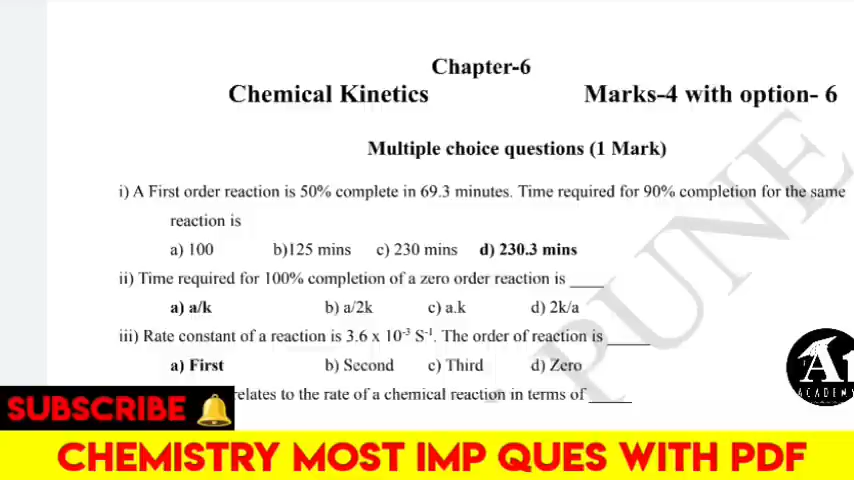 Chapter-6
Chemical Kinetics Marks-4 with option- 6
Multiple choice questions (1 Mark)
i) A First order reaction is 50% complete in 69.3 minutes. Time required for 90% completion for the same
reaction is
a) 100 b)125 mins c) 230 mins d) 230.3 mins
ii) Time required for 100% completion of a zero order reaction is ____
a) a/k b) a/2k c) a.k d) 2k/a
iii) Rate constant of a reaction is 3.6 x 10⁻³ S⁻¹. The order of reaction is _____
a) First b) Second c) Third d) Zero
relates to the rate of a chemical reaction in terms of _____
PUNE
A1
ACADEMY
SUBSCRIBE
CHEMISTRY MOST IMP QUES WITH PDF